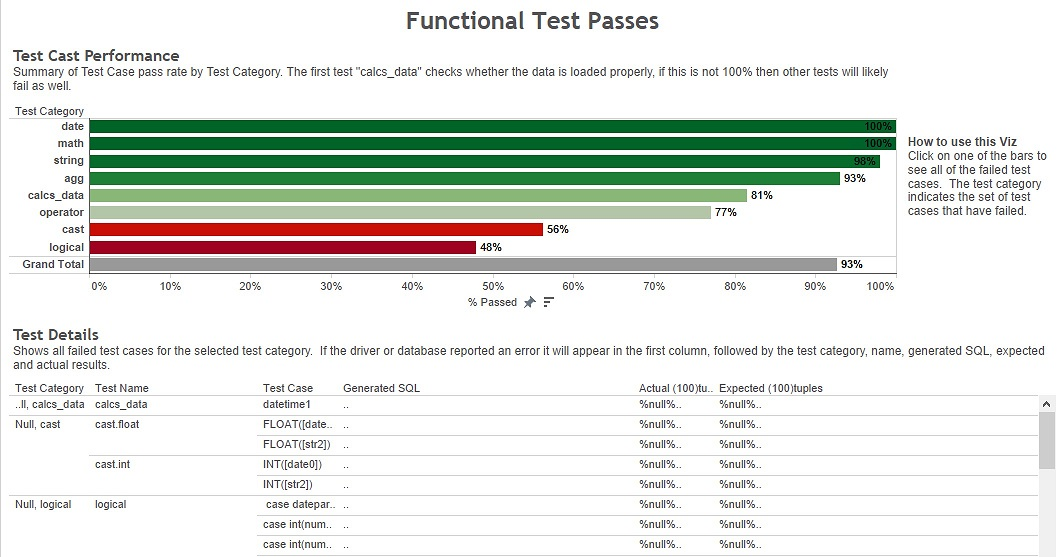 Functional Test Passes
Test Cast Performance
Summary of Test Case pass rate by Test Category. The first test "calcs_data" checks whether the data is loaded properly, if this is not 100% then other tests will likely
fail as well.
Test Category
date 100%
math 100%
string 98%
agg 93%
calcs_data 81%
operator 77%
cast 56%
logical 48%
Grand Total 93%
0% 10% 20% 30% 40% 50% 60% 70% 80% 90% 100%
% Passed
How to use this Viz
Click on one of the bars to
see all of the failed test
cases. The test category
indicates the set of test
cases that have failed.
Test Details
Shows all failed test cases for the selected test category. If the driver or database reported an error it will appear in the first column, followed by the test category, name, generated SQL, expected
and actual results.
Test Category Test Name Test Case Generated SQL Actual (100)tu.. Expected (100)tuples
..ll, calcs_data calcs_data datetime1 .. %null%.. %null%..
Null, cast cast.float FLOAT([date.. .. %null%.. %null%..
FLOAT([str2]) .. %null%.. %null%..
cast.int INT([date0]) .. %null%.. %null%..
INT([str2]) .. %null%.. %null%..
Null, logical logical case datepar.. .. %null%.. %null%..
case int(num.. .. %null%.. %null%..
case int(num.. .. %null%.. %null%..